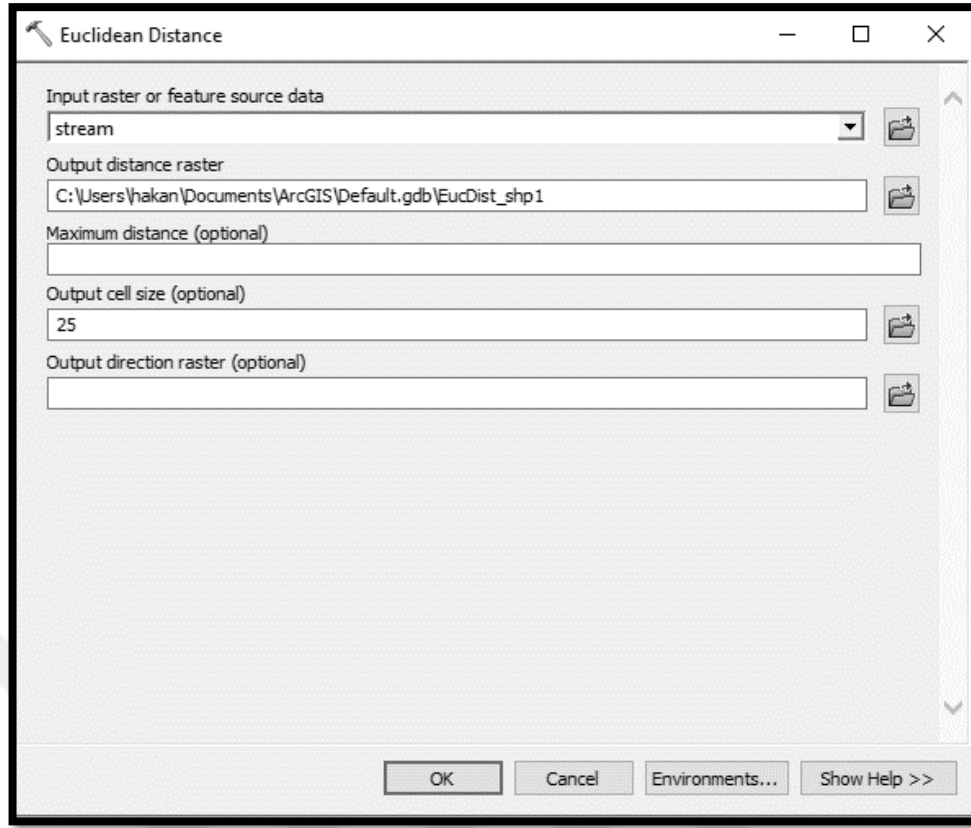 Euclidean Distance
Input raster or feature source data
stream
Output distance raster
C:\Users\hakan\Documents\ArcGIS\Default.gdb\EucDist_shp1
Maximum distance (optional)
Output cell size (optional)
25
Output direction raster (optional)
OK Cancel Environments... Show Help >>